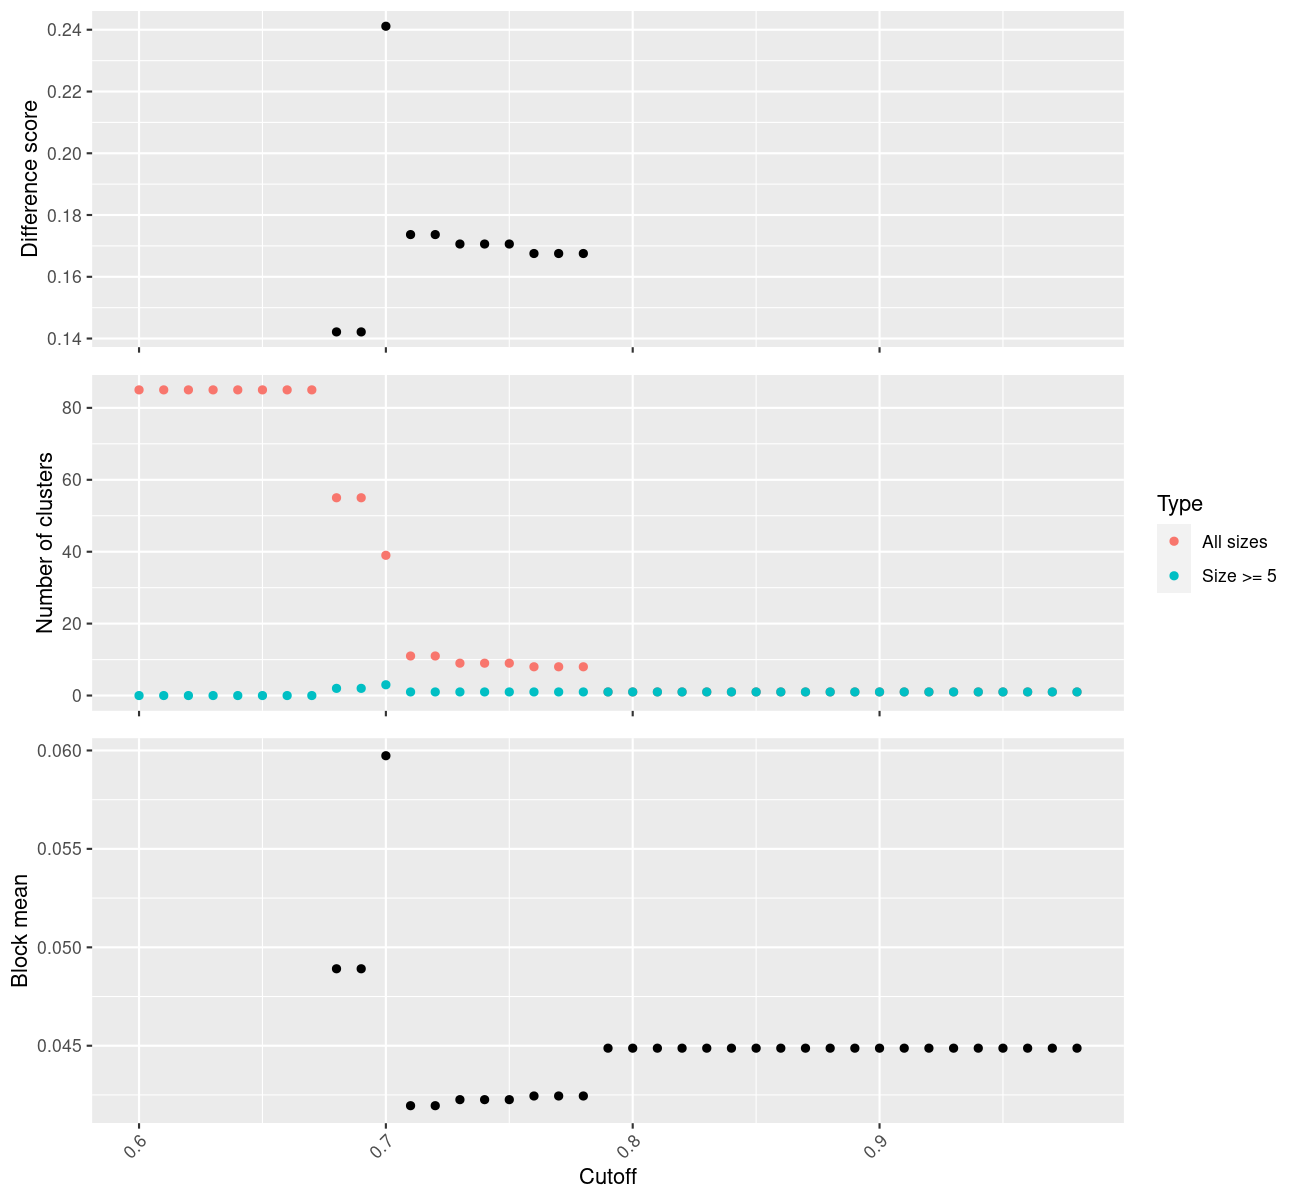 0.24
0.22
0.20
0.18
0.16
0.14
Difference score
80
60
40
20
0
Number of clusters
Type
All sizes
Size >= 5
0.060
0.055
0.050
0.045
Block mean
0.6
0.7
0.8
0.9
Cutoff